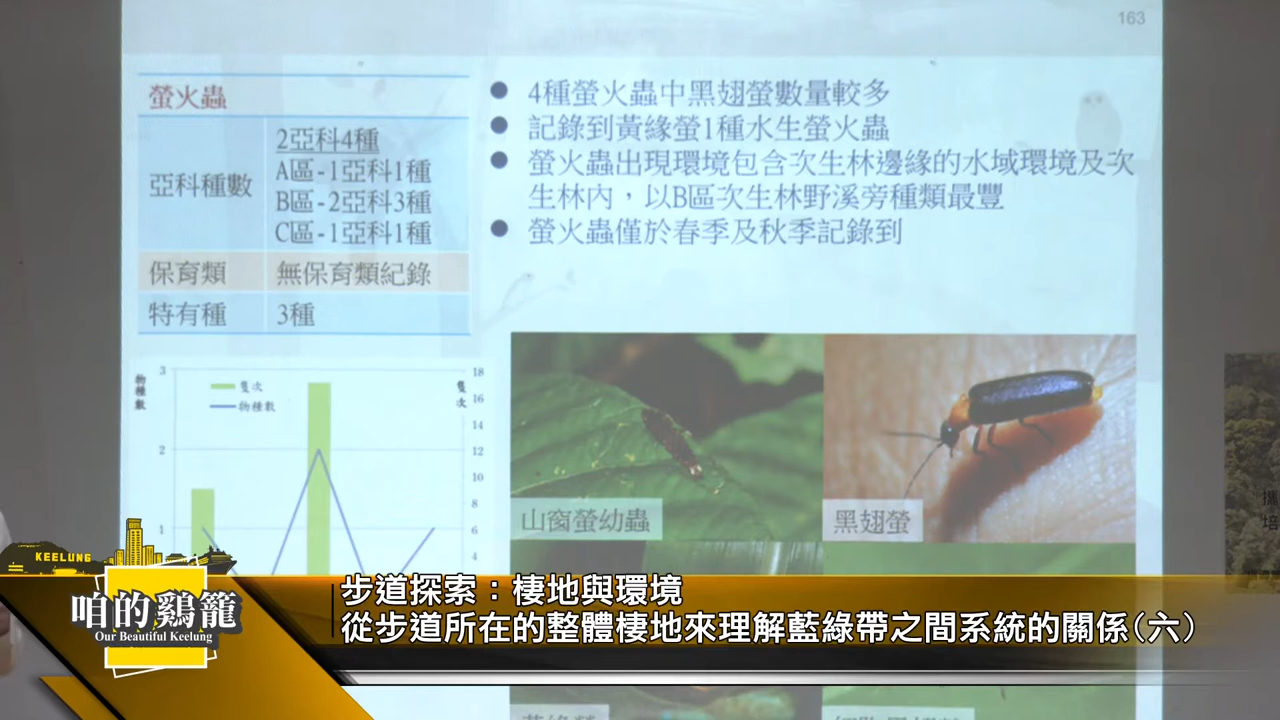 163
螢火蟲
亞科種數
2亞科4種
A區-1亞科1種
B區-2亞科3種
C區-1亞科1種
保育類
無保育類紀錄
特有種
3種
4種螢火蟲中黑翅螢數量較多
記錄到黃緣螢1種水生螢火蟲
螢火蟲出現環境包含次生林邊緣的水域環境及次
生林內，以B區次生林野溪旁種類最豐
螢火蟲僅於春季及秋季記錄到
物種數
3
2
1
隻次
物種數
隻次
18
16
14
12
10
8
6
4
山窗螢幼蟲
黑翅螢
KEELUNG
咱的鷄籠
Our Beautiful Keelung
步道探索：棲地與環境
從步道所在的整體棲地來理解藍綠帶之間系統的關係（六）